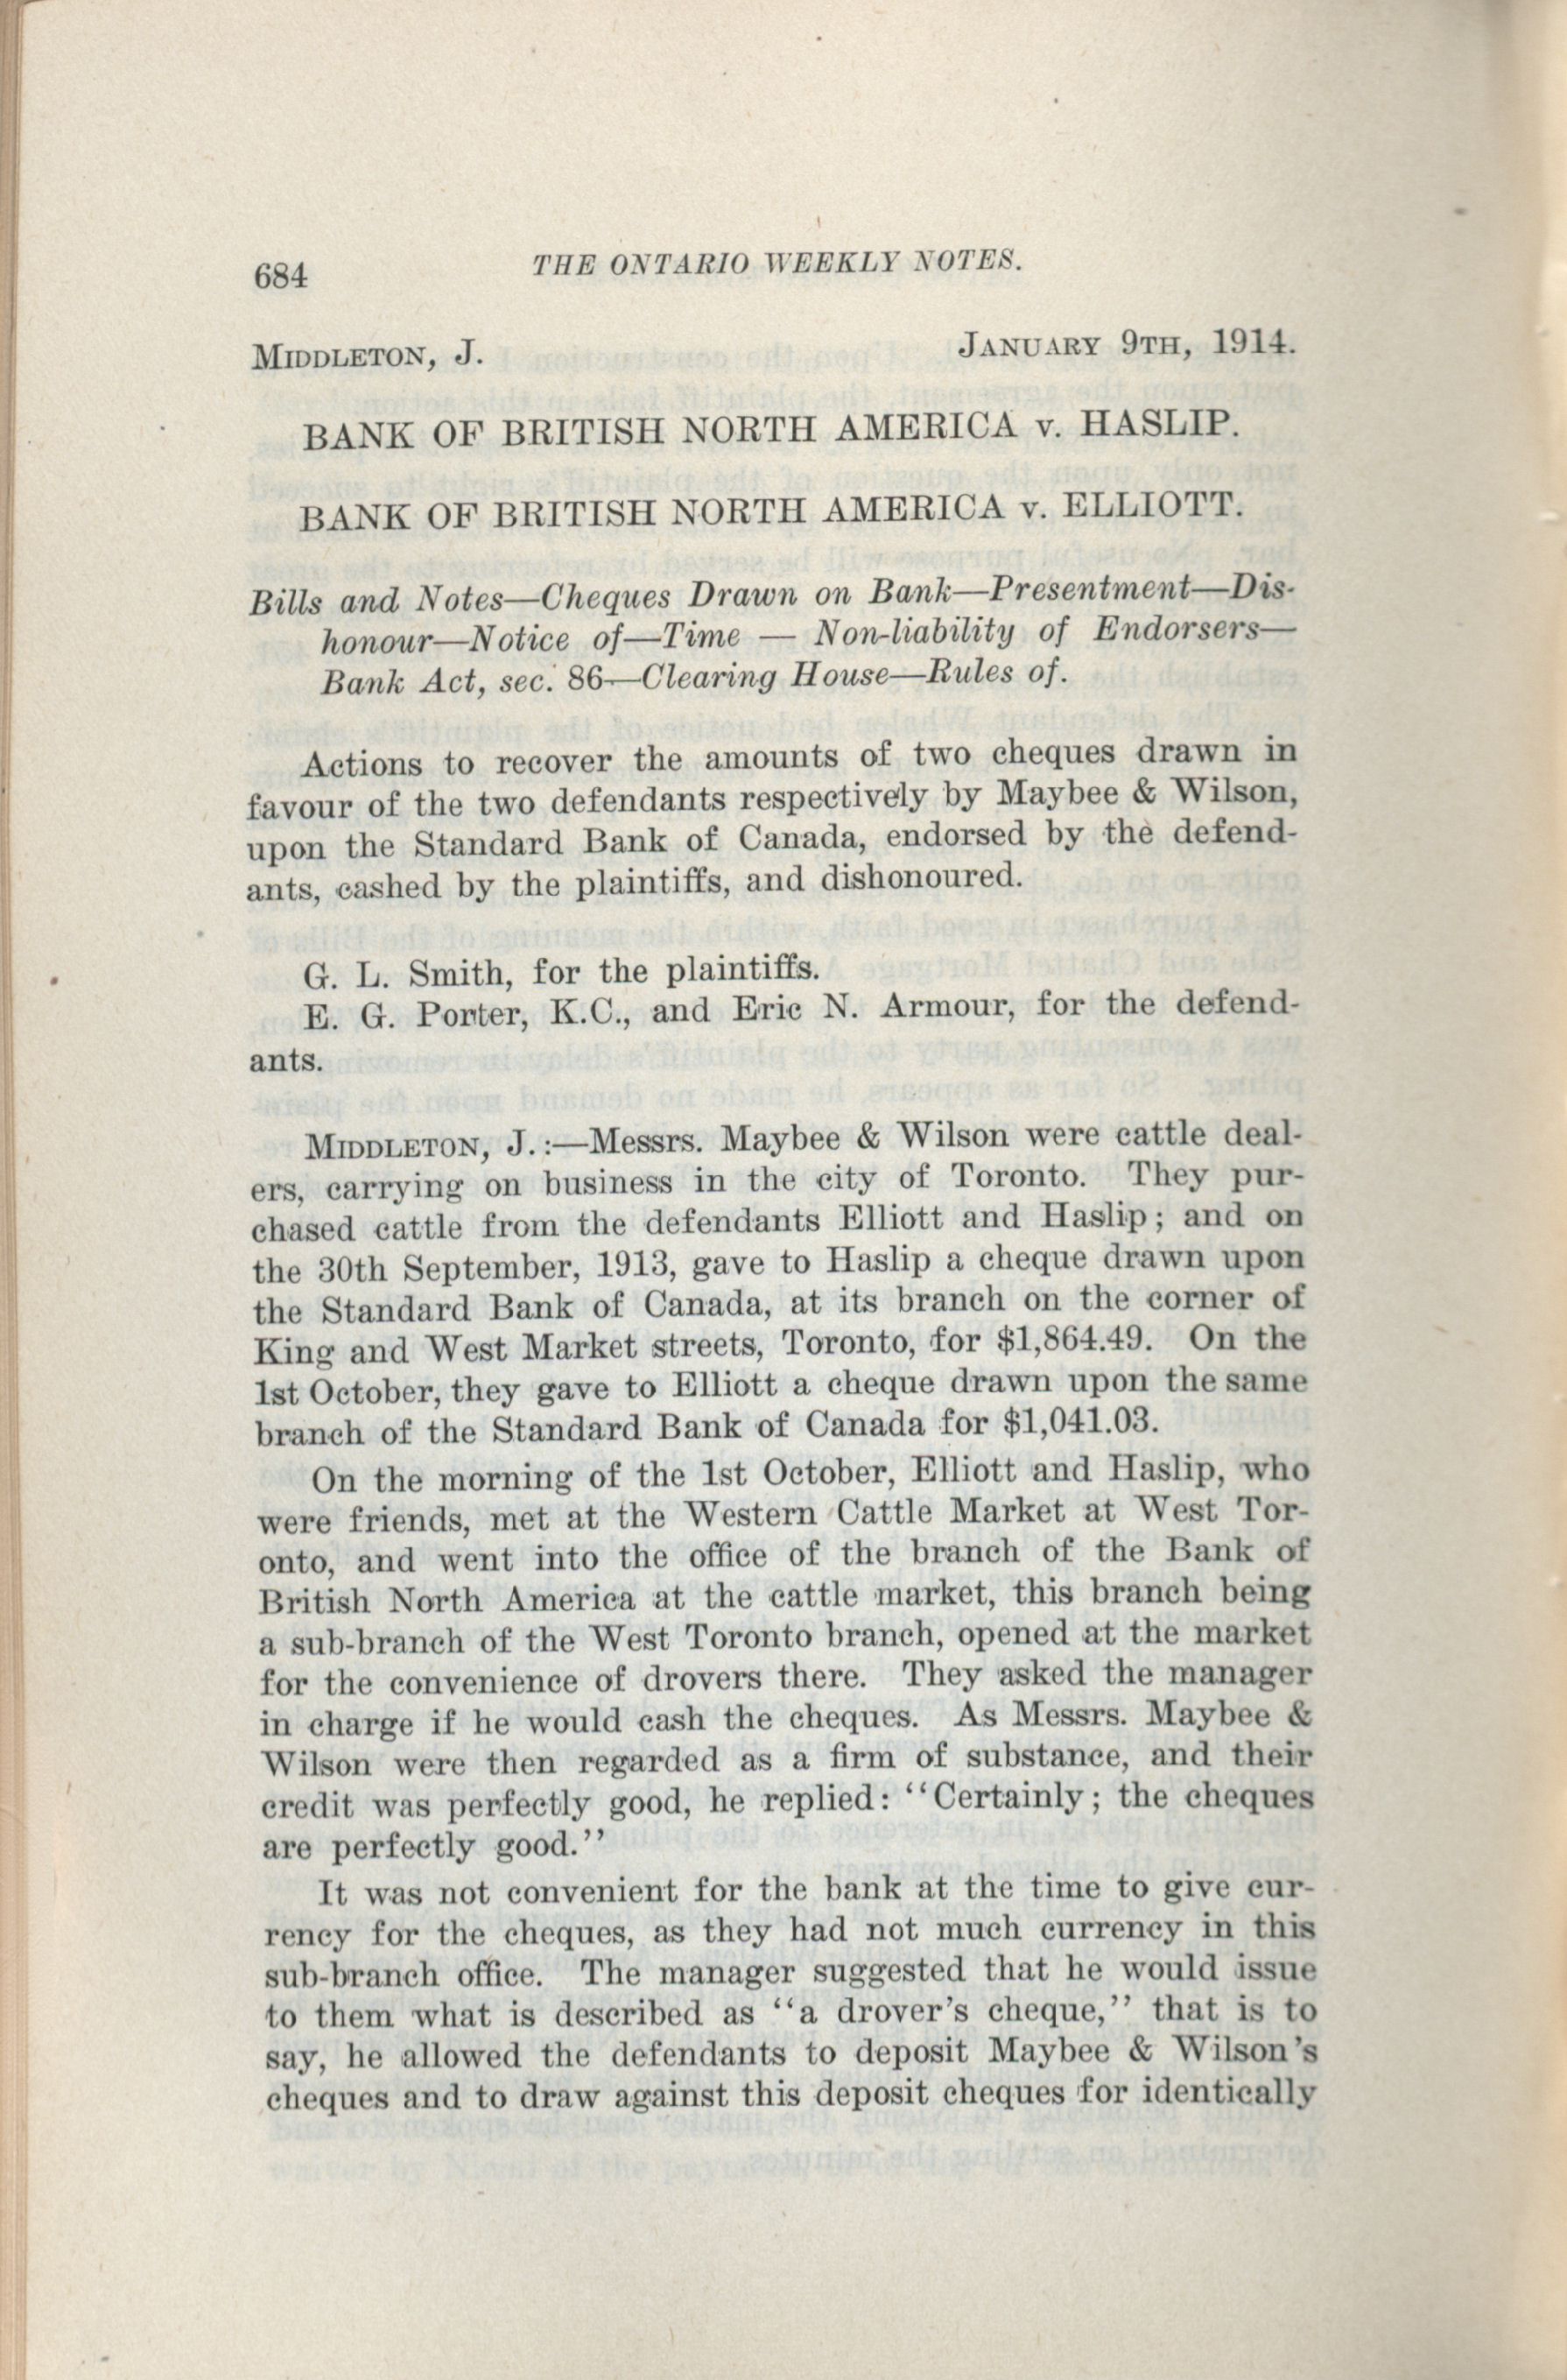 684
THE ONTARIO WEEKLY NOTES.
MIDDLETON, J.
JANUARY 9TH, 1914.
BANK OF BRITISH NORTH AMERICA v. HASLIP.
BANK OF BRITISH NORTH AMERICA v. ELLIOTT.
Bills and Notes—Cheques Drawn on Bank—Presentment—Dis-
honour—Notice of—Time — Non-liability of Endorsers—
Bank Act, sec. 86—Clearing House—Rules of.
Actions to recover the amounts of two cheques drawn in
favour of the two defendants respectively by Maybee & Wilson,
upon the Standard Bank of Canada, endorsed by the defend-
ants, cashed by the plaintiffs, and dishonoured.
G. L. Smith, for the plaintiffs.
E. G. Porter, K.C., and Eric N. Armour, for the defend-
ants.
MIDDLETON, J.:—Messrs. Maybee & Wilson were cattle deal-
ers, carrying on business in the city of Toronto. They pur-
chased cattle from the defendants Elliott and Haslip; and on
the 30th September, 1913, gave to Haslip a cheque drawn upon
the Standard Bank of Canada, at its branch on the corner of
King and West Market streets, Toronto, for $1,864.49. On the
1st October, they gave to Elliott a cheque drawn upon the same
branch of the Standard Bank of Canada for $1,041.03.
On the morning of the 1st October, Elliott and Haslip, who
were friends, met at the Western Cattle Market at West Tor-
onto, and went into the office of the branch of the Bank of
British North America at the cattle market, this branch being
a sub-branch of the West Toronto branch, opened at the market
for the convenience of drovers there. They asked the manager
in charge if he would cash the cheques. As Messrs. Maybee &
Wilson were then regarded as a firm of substance, and their
credit was perfectly good, he replied: "Certainly; the cheques
are perfectly good."
It was not convenient for the bank at the time to give cur-
rency for the cheques, as they had not much currency in this
sub-branch office. The manager suggested that he would issue
to them what is described as "a drover's cheque," that is to
say, he allowed the defendants to deposit Maybee & Wilson's
cheques and to draw against this deposit cheques for identically